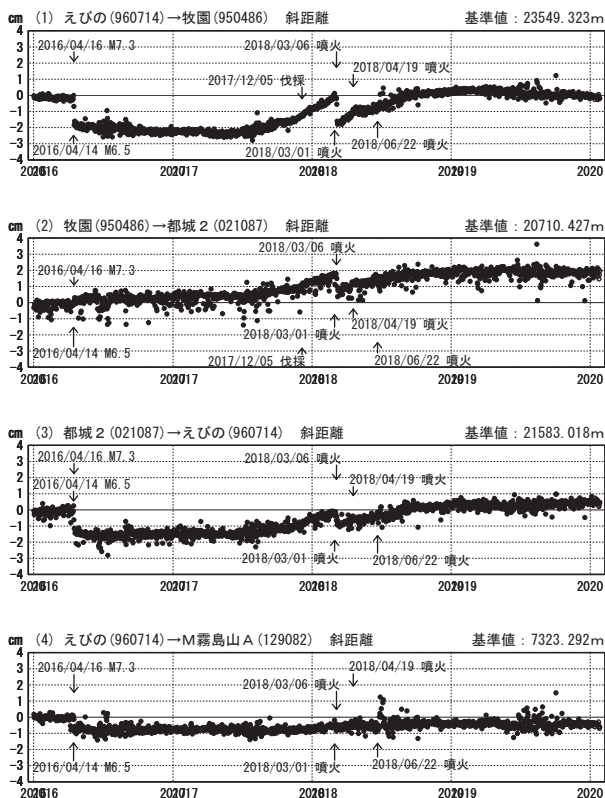 (1) えびの(960714)→牧園(950486) 斜距離 基準値：23549.323m
cm
4
3
2
1
0
-1
-2
-3
-4
2016/04/16 M7.3
2018/03/06 噴火
2018/04/19 噴火
2017/12/05 伐採
2016/04/14 M6.5
2018/03/01 噴火
2018/06/22 噴火
2016 2017 2018 2019 2020
(2) 牧園(950486)→都城２(021087) 斜距離 基準値：20710.427m
cm
4
3
2
1
0
-1
-2
-3
-4
2018/03/06 噴火
2016/04/16 M7.3
2018/03/01 噴火
2018/04/19 噴火
2016/04/14 M6.5
2017/12/05 伐採
2018/06/22 噴火
2016 2017 2018 2019 2020
(3) 都城２(021087)→えびの(960714) 斜距離 基準値：21583.018m
cm
4
3
2
1
0
-1
-2
-3
-4
2016/04/16 M7.3
2018/03/06 噴火
2018/04/19 噴火
2016/04/14 M6.5
2018/03/01 噴火
2018/06/22 噴火
2016 2017 2018 2019 2020
(4) えびの(960714)→Ｍ霧島山Ａ(129082) 斜距離 基準値：7323.292m
cm
4
3
2
1
0
-1
-2
-3
-4
2016/04/16 M7.3
2018/04/19 噴火
2018/03/06 噴火
2016/04/14 M6.5
2018/03/01 噴火
2018/06/22 噴火
2016 2017 2018 2019 2020